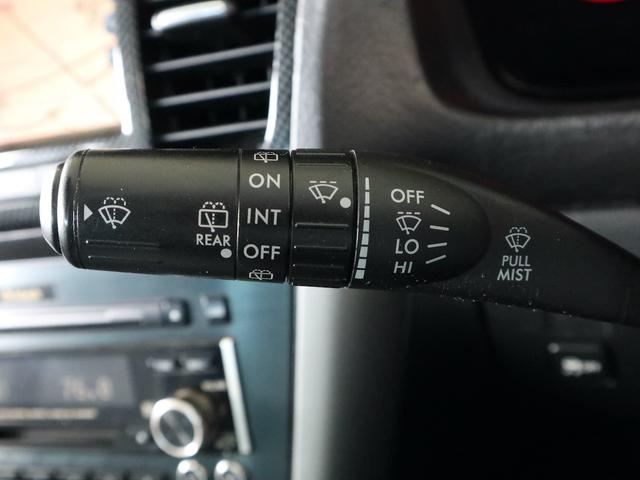 REAR
ON
INT
OFF
OFF
LO
HI
PULL
MIST